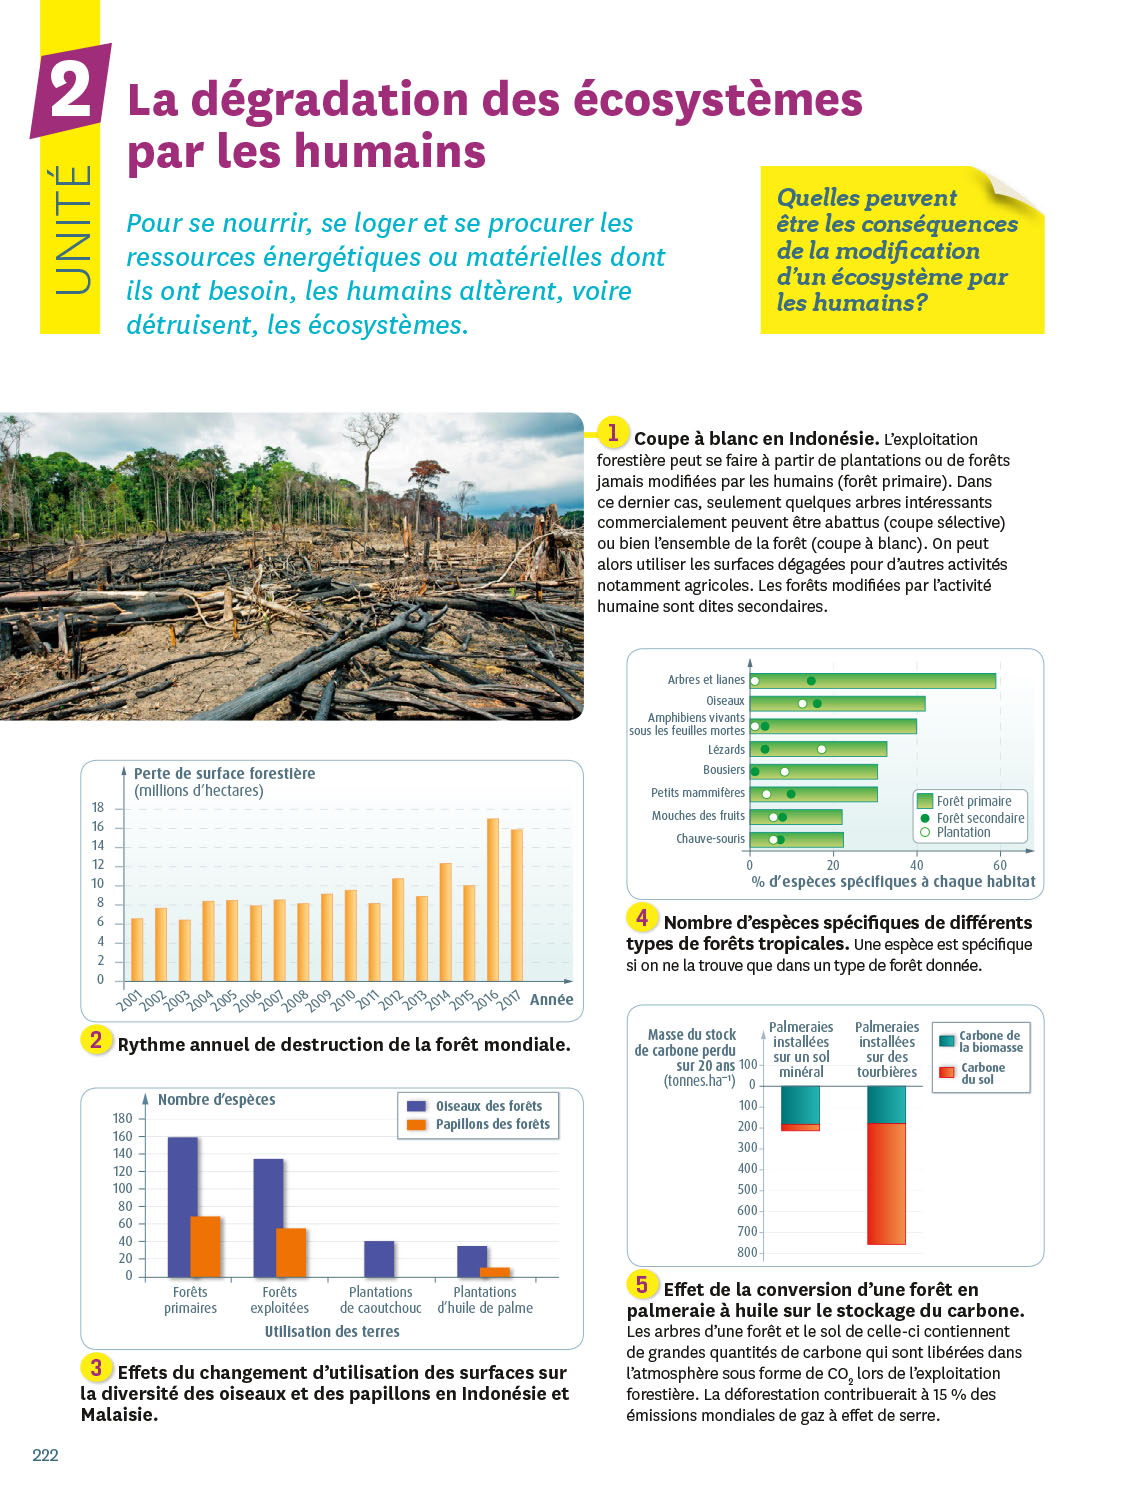 2
UNITÉ
La dégradation des écosystèmes
par les humains
Pour se nourrir, se loger et se procurer les
ressources énergétiques ou matérielles dont
ils ont besoin, les humains altèrent, voire
détruisent, les écosystèmes.
Quelles peuvent
être les conséquences
de la modification
d’un écosystème par
les humains?
1 Coupe à blanc en Indonésie. L’exploitation
forestière peut se faire à partir de plantations ou de forêts
jamais modifiées par les humains (forêt primaire). Dans
ce dernier cas, seulement quelques arbres intéressants
commercialement peuvent être abattus (coupe sélective)
ou bien l’ensemble de la forêt (coupe à blanc). On peut
alors utiliser les surfaces dégagées pour d’autres activités
notamment agricoles. Les forêts modifiées par l’activité
humaine sont dites secondaires.
Perte de surface forestière
(millions d’hectares)
18
16
14
12
10
8
6
4
2
0
2001 2002 2003 2004 2005 2006 2007 2008 2009 2010 2011 2012 2013 2014 2015 2016 2017 Année
2 Rythme annuel de destruction de la forêt mondiale.
Nombre d’espèces
Oiseaux des forêts
Papillons des forêts
180
160
140
120
100
80
60
40
20
0
Forêts Forêts Plantations Plantations
primaires exploitées de caoutchouc d’huile de palme
Utilisation des terres
3 Effets du changement d’utilisation des surfaces sur
la diversité des oiseaux et des papillons en Indonésie et
Malaisie.
Arbres et lianes
Oiseaux
Amphibiens vivants
sous les feuilles mortes
Lézards
Bousiers
Petits mammifères
Mouches des fruits
Chauve-souris
Forêt primaire
Forêt secondaire
Plantation
0 20 40 60
% d’espèces spécifiques à chaque habitat
4 Nombre d’espèces spécifiques de différents
types de forêts tropicales. Une espèce est spécifique
si on ne la trouve que dans un type de forêt donnée.
Masse du stock
de carbone perdu
sur 20 ans
(tonnes.ha⁻¹)
Palmeraies
installées
sur un sol
minéral
Palmeraies
installées
sur des
tourbières
Carbone de
la biomasse
Carbone
du sol
100
0
100
200
300
400
500
600
700
800
5 Effet de la conversion d’une forêt en
palmeraie à huile sur le stockage du carbone.
Les arbres d’une forêt et le sol de celle-ci contiennent
de grandes quantités de carbone qui sont libérées dans
l’atmosphère sous forme de CO₂ lors de l’exploitation
forestière. La déforestation contribuerait à 15 % des
émissions mondiales de gaz à effet de serre.
222